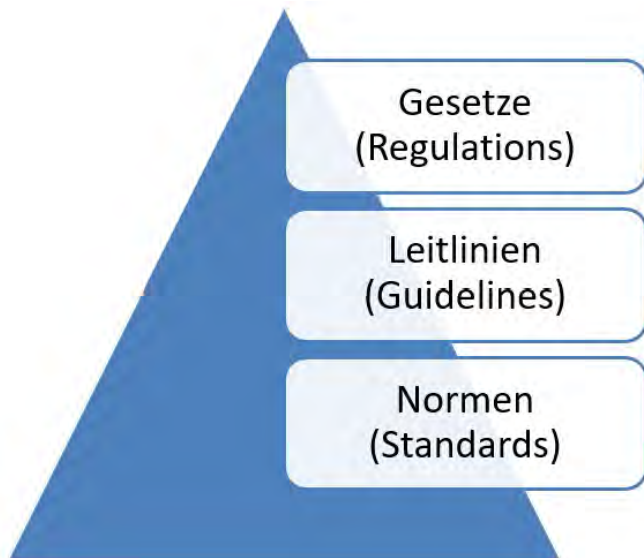 Gesetze
(Regulations)
Leitlinien
(Guidelines)
Normen
(Standards)